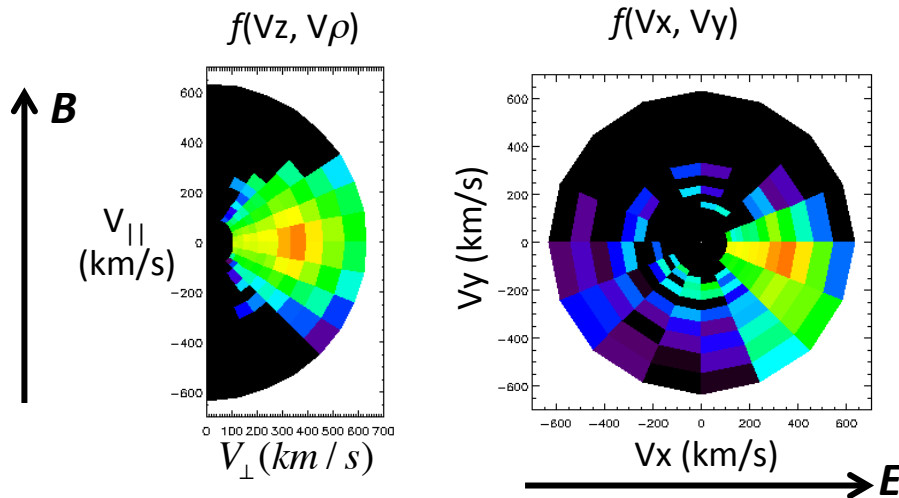 f(Vz, Vρ)
f(Vx, Vy)
B
V||
(km/s)
600
400
200
0
−200
−400
−600
0 100 200 300 400 500 600 700
V⊥(km / s)
Vy (km/s)
600
400
200
0
−200
−400
−600
−600 −400 −200 0 200 400 600
Vx (km/s)
E